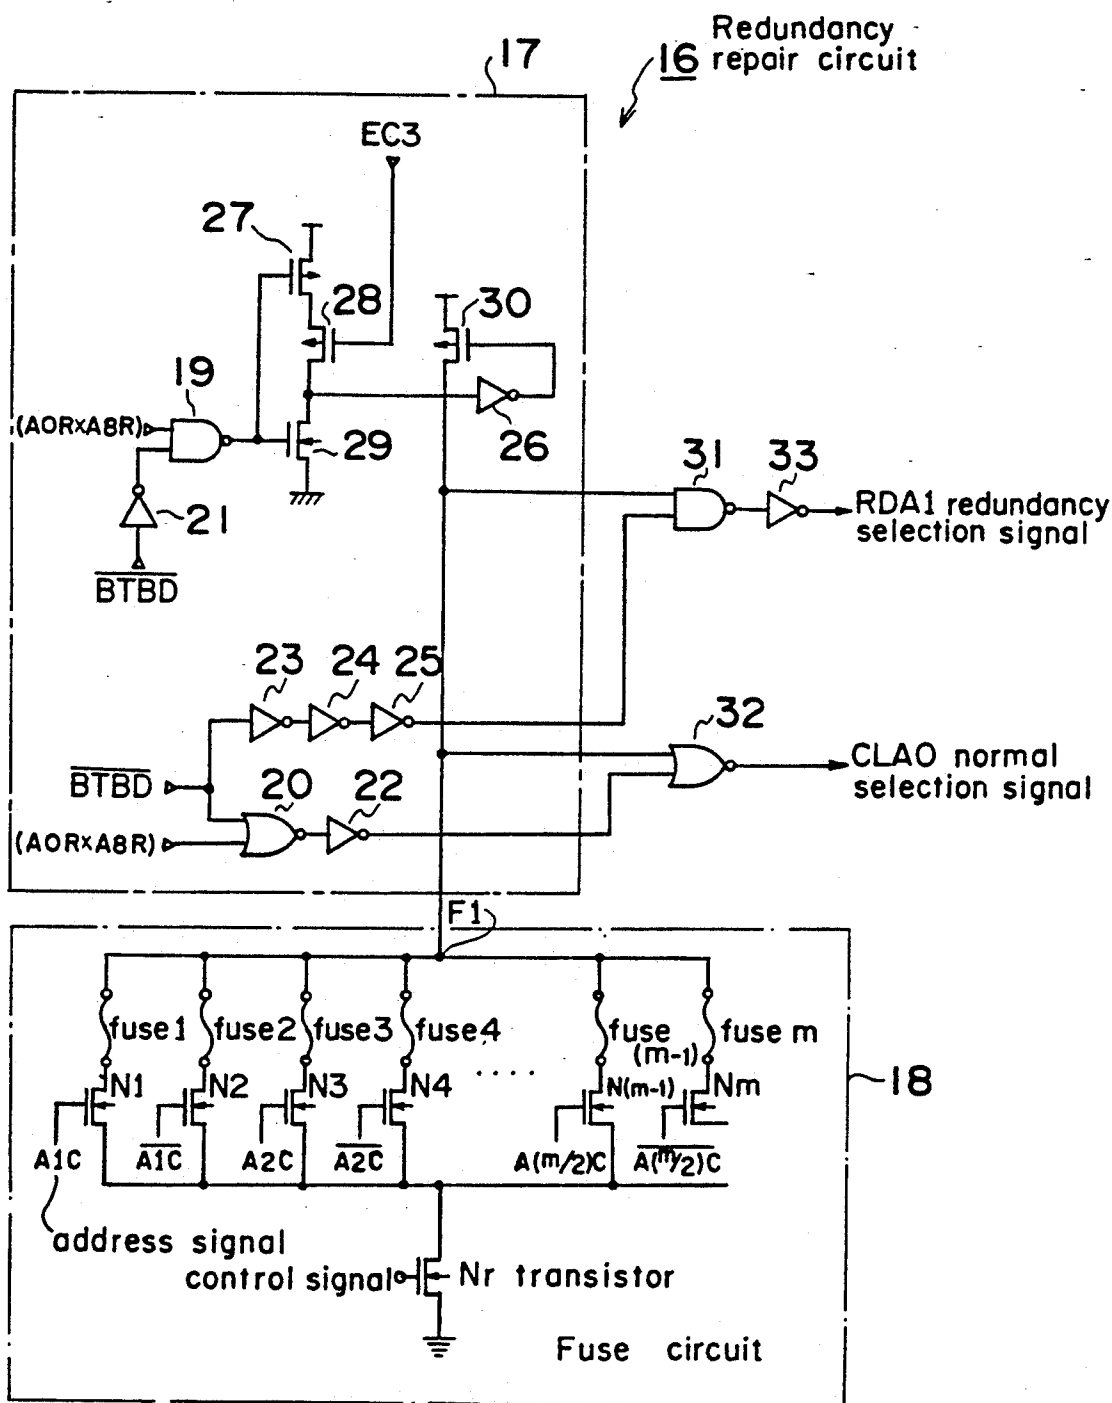 Redundancy
16 repair circuit
17
EC3
27
28
30
19
(AORxA8R)
29
26
21
BTBD
31
33
RDA1 redundancy
selection signal
23
24
25
32
BTBD
CLAO normal
selection signal
20
22
(AORxA8R)
F1
fuse1
fuse2
fuse3
fuse4
fuse
(m-1)
fuse m
N1
N2
N3
N4
....
N(m-1)
Nm
18
A1C
A1C
A2C
A2C
A(m/2)C
A(m/2)C
address signal
control signal
Nr transistor
Fuse circuit